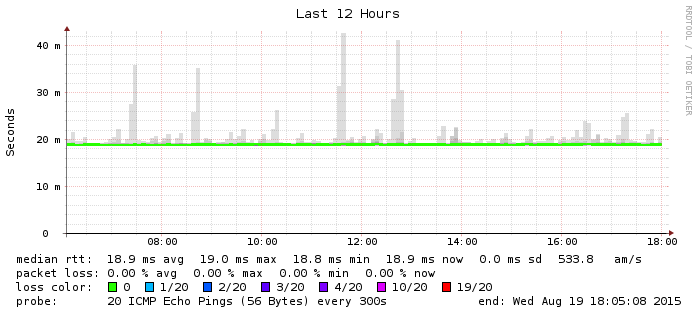 Last 12 Hours
RRDTOOL / TOBI OETIKER
Seconds
40 m
30 m
20 m
10 m
0
08:00 10:00 12:00 14:00 16:00 18:00
median rtt: 18.9 ms avg 19.0 ms max 18.8 ms min 18.9 ms now 0.0 ms sd 533.8 am/s
packet loss: 0.00 % avg 0.00 % max 0.00 % min 0.00 % now
loss color: 0 1/20 2/20 3/20 4/20 10/20 19/20
probe: 20 ICMP Echo Pings (56 Bytes) every 300s end: Wed Aug 19 18:05:08 2015